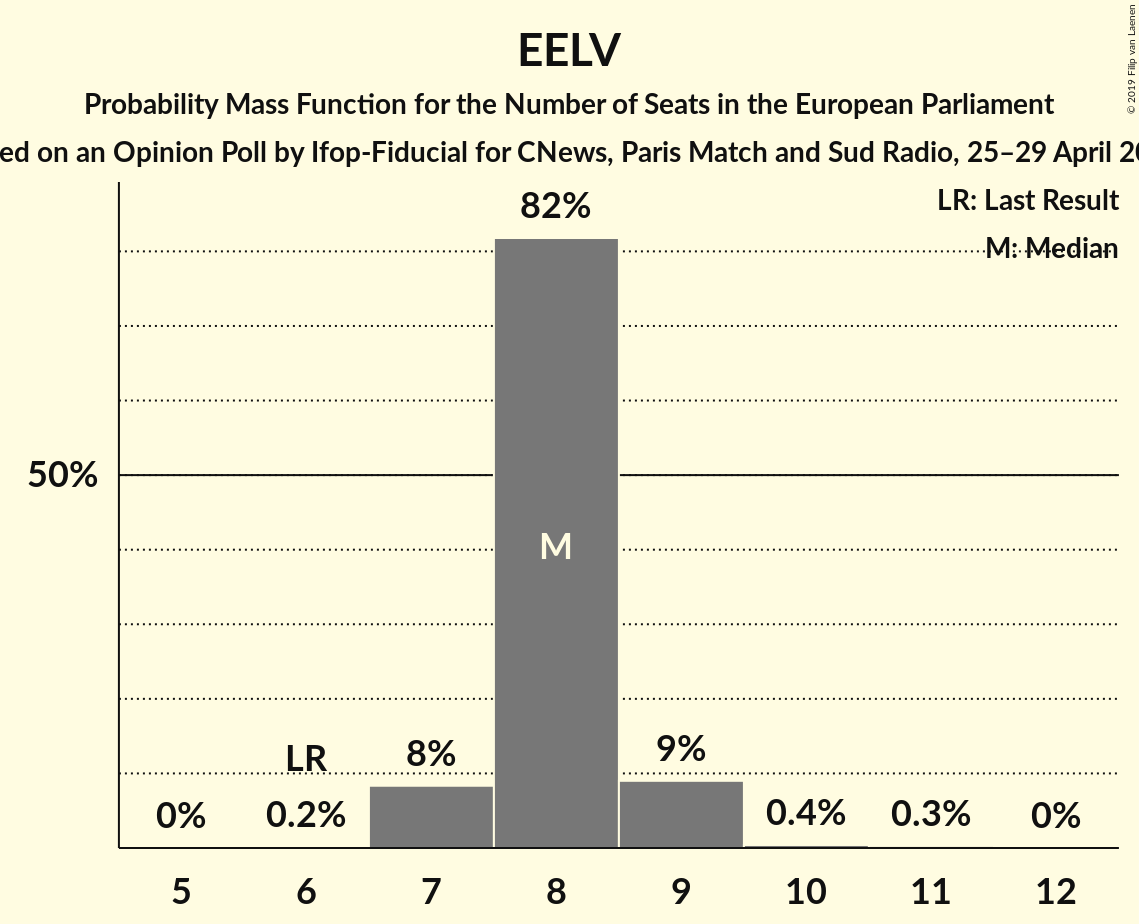 EELV
Probability Mass Function for the Number of Seats in the European Parliament
ed on an Opinion Poll by Ifop-Fiducial for CNews, Paris Match and Sud Radio, 25–29 April 20
© 2019 Filip van Laenen
LR: Last Result
M: Median
82%
50%
M
LR
8%
9%
0%
0.2%
0.4%
0.3%
0%
5 6 7 8 9 10 11 12